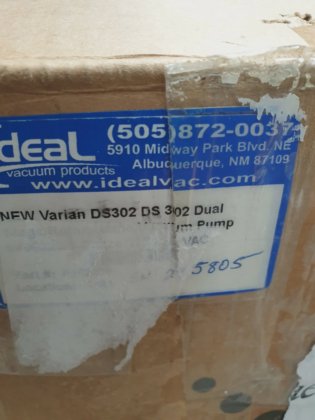 (505)872-0037
deal 5910 Midway Park Blvd. NE
vacuum products Albuquerque, NM 87109
www.idealvac.com
NEW Varian DS302 DS 302 Dual
Pump
VAC
5805